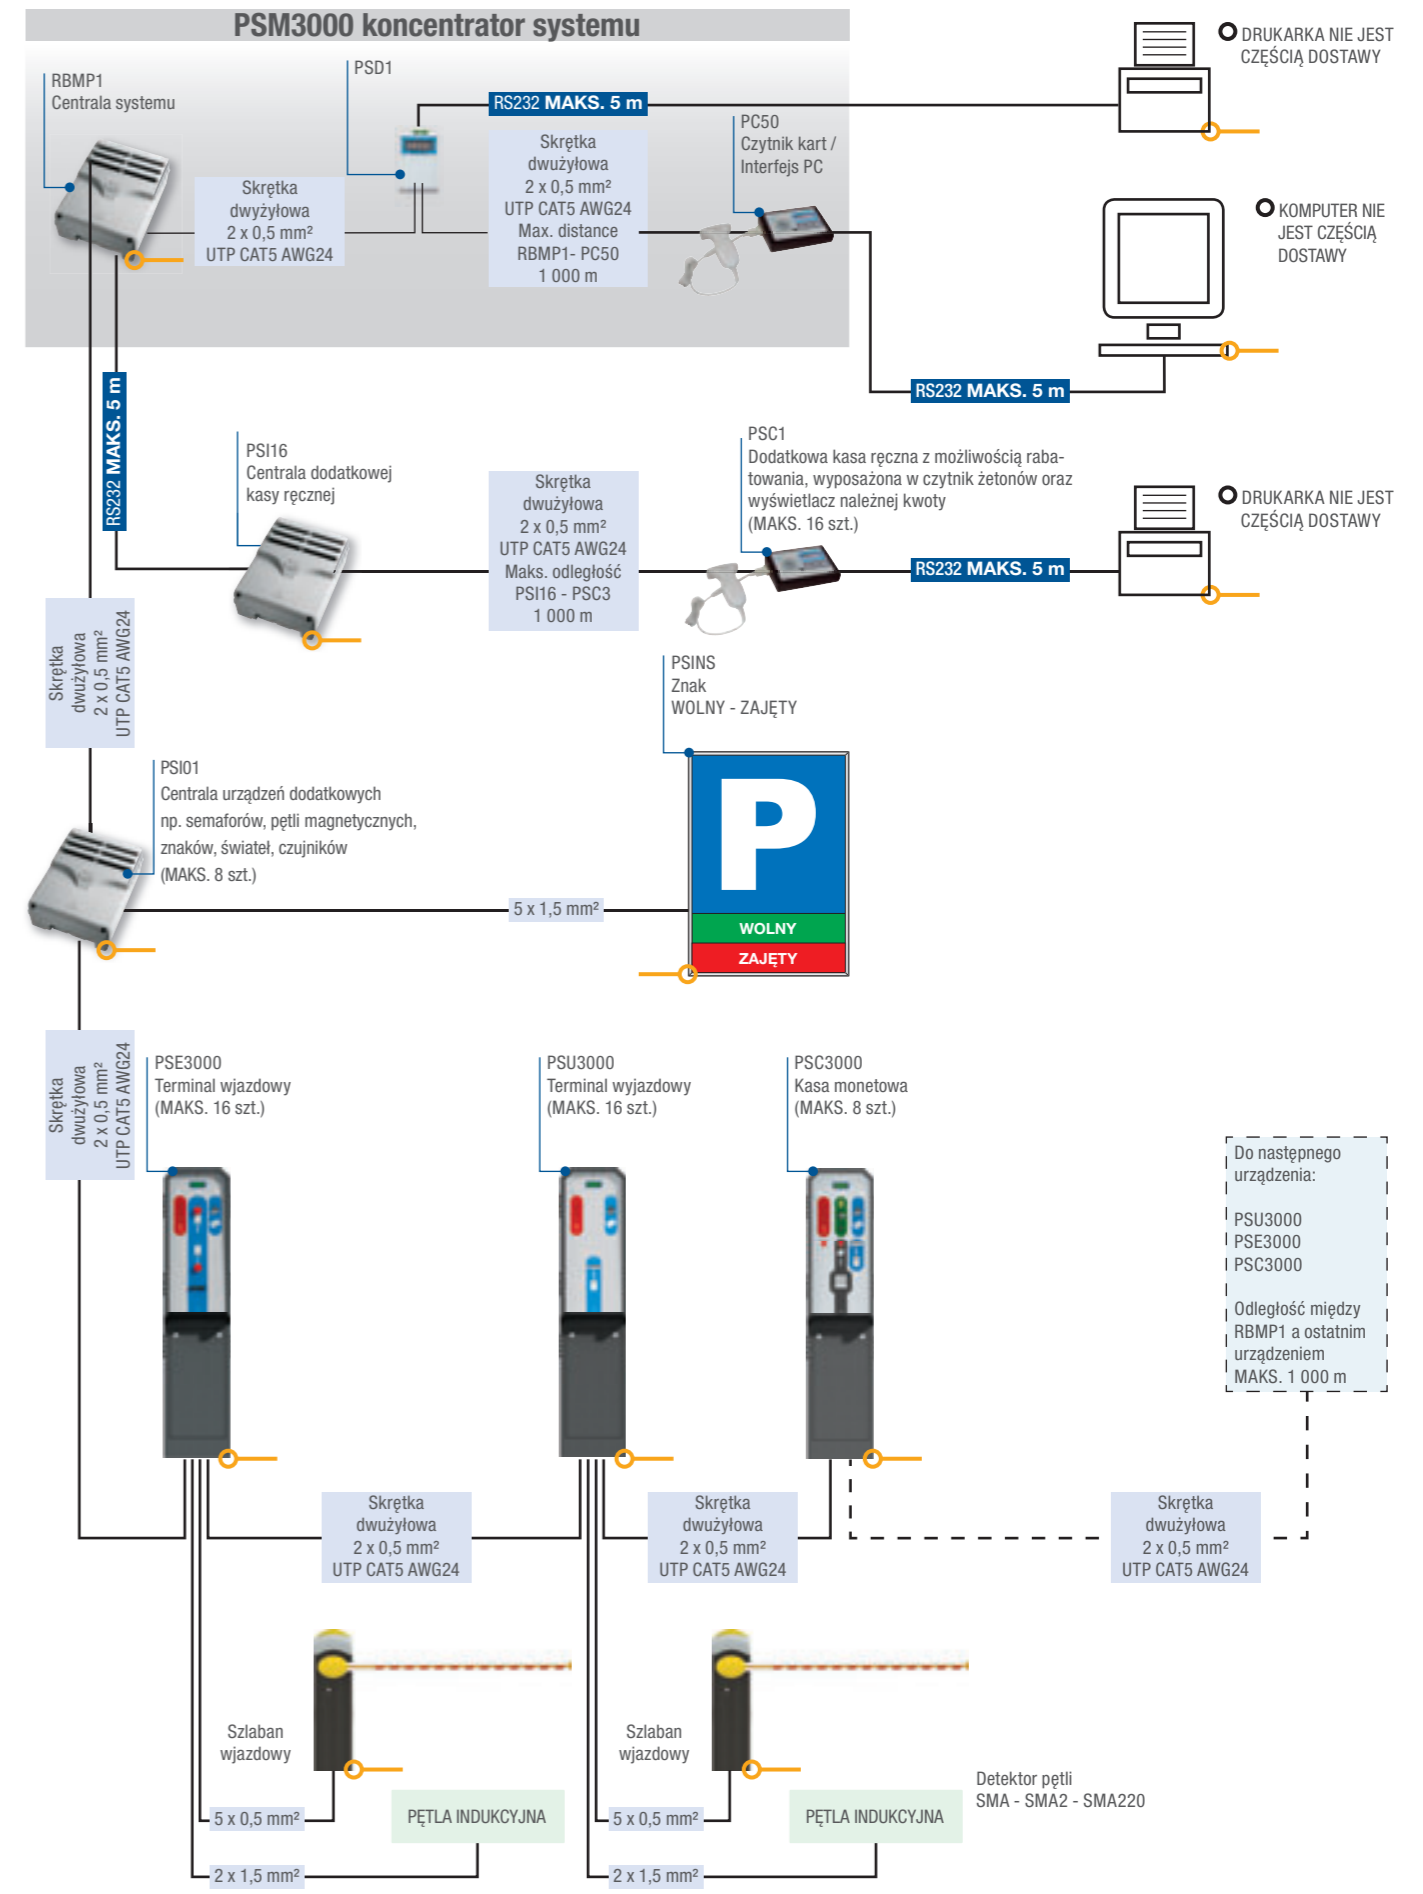 PSM3000 koncentrator systemu
RBMP1
Centrala systemu
PSD1
RS232 MAKS. 5 m
DRUKARKA NIE JEST
CZĘŚCIĄ DOSTAWY
Skrętka
dwyżyłowa
2 x 0,5 mm²
UTP CAT5 AWG24
Skrętka
dwużyłowa
2 x 0,5 mm²
UTP CAT5 AWG24
Max. distance
RBMP1- PC50
1 000 m
PC50
Czytnik kart /
Interfejs PC
KOMPUTER NIE
JEST CZĘŚCIĄ
DOSTAWY
RS232 MAKS. 5 m
RS232 MAKS. 5 m
PSI16
Centrala dodatkowej
kasy ręcznej
Skrętka
dwużyłowa
2 x 0,5 mm²
UTP CAT5 AWG24
Maks. odległość
PSI16 - PSC3
1 000 m
PSC1
Dodatkowa kasa ręczna z możliwością raba-
towania, wyposażona w czytnik żetonów oraz
wyświetlacz należnej kwoty
(MAKS. 16 szt.)
RS232 MAKS. 5 m
DRUKARKA NIE JEST
CZĘŚCIĄ DOSTAWY
Skrętka
dwużyłowa
2 x 0,5 mm²
UTP CAT5 AWG24
PSINS
Znak
WOLNY - ZAJĘTY
PSI01
Centrala urządzeń dodatkowych
np. semaforów, pętli magnetycznych,
znaków, świateł, czujników
(MAKS. 8 szt.)
5 x 1,5 mm²
P
WOLNY
ZAJĘTY
Skrętka
dwużyłowa
2 x 0,5 mm²
UTP CAT5 AWG24
PSE3000
Terminal wjazdowy
(MAKS. 16 szt.)
PSU3000
Terminal wyjazdowy
(MAKS. 16 szt.)
PSC3000
Kasa monetowa
(MAKS. 8 szt.)
Do następnego
urządzenia:
PSU3000
PSE3000
PSC3000
Odległość między
RBMP1 a ostatnim
urządzeniem
MAKS. 1 000 m
Skrętka
dwużyłowa
2 x 0,5 mm²
UTP CAT5 AWG24
Skrętka
dwużyłowa
2 x 0,5 mm²
UTP CAT5 AWG24
Skrętka
dwużyłowa
2 x 0,5 mm²
UTP CAT5 AWG24
Szlaban
wjazdowy
Szlaban
wjazdowy
5 x 0,5 mm²
PĘTLA INDUKCYJNA
5 x 0,5 mm²
PĘTLA INDUKCYJNA
Detektor pętli
SMA - SMA2 - SMA220
2 x 1,5 mm²
2 x 1,5 mm²